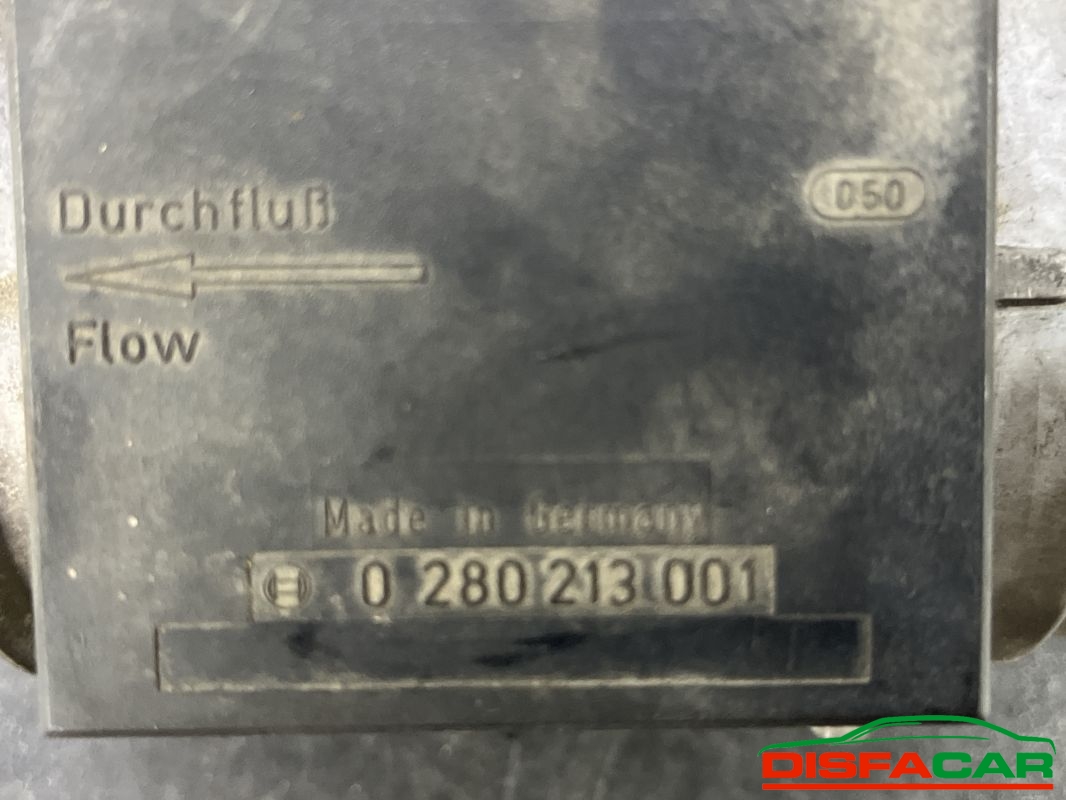 Durchfluß
050
Flow
Made in Germany
0 280 213 001
DISFACAR